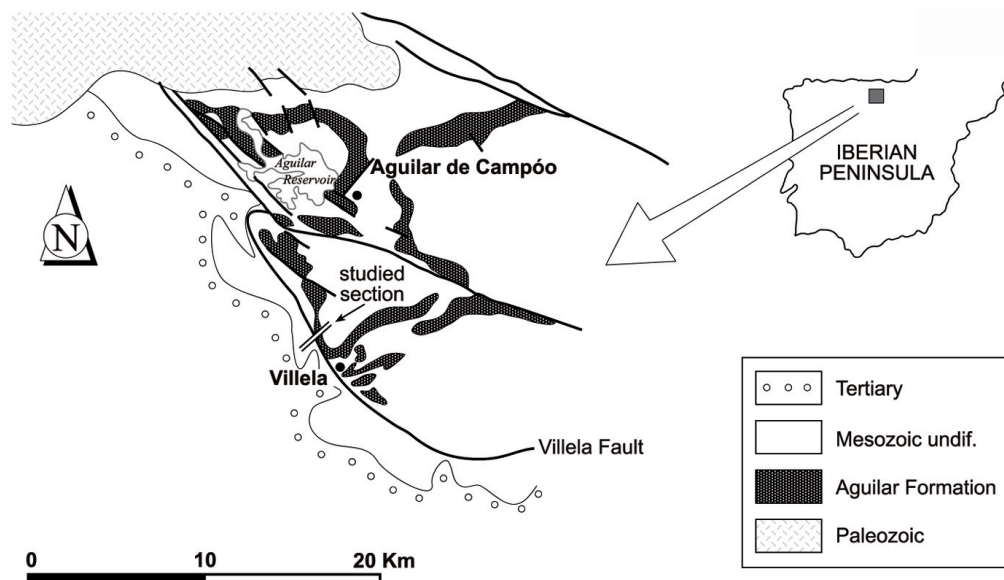 IBERIAN
PENINSULA
Aguilar
Reservoir
Aguilar de Campóo
N
studied
section
Villela
Villela Fault
Tertiary
Mesozoic undif.
Aguilar Formation
Paleozoic
0 10 20 Km